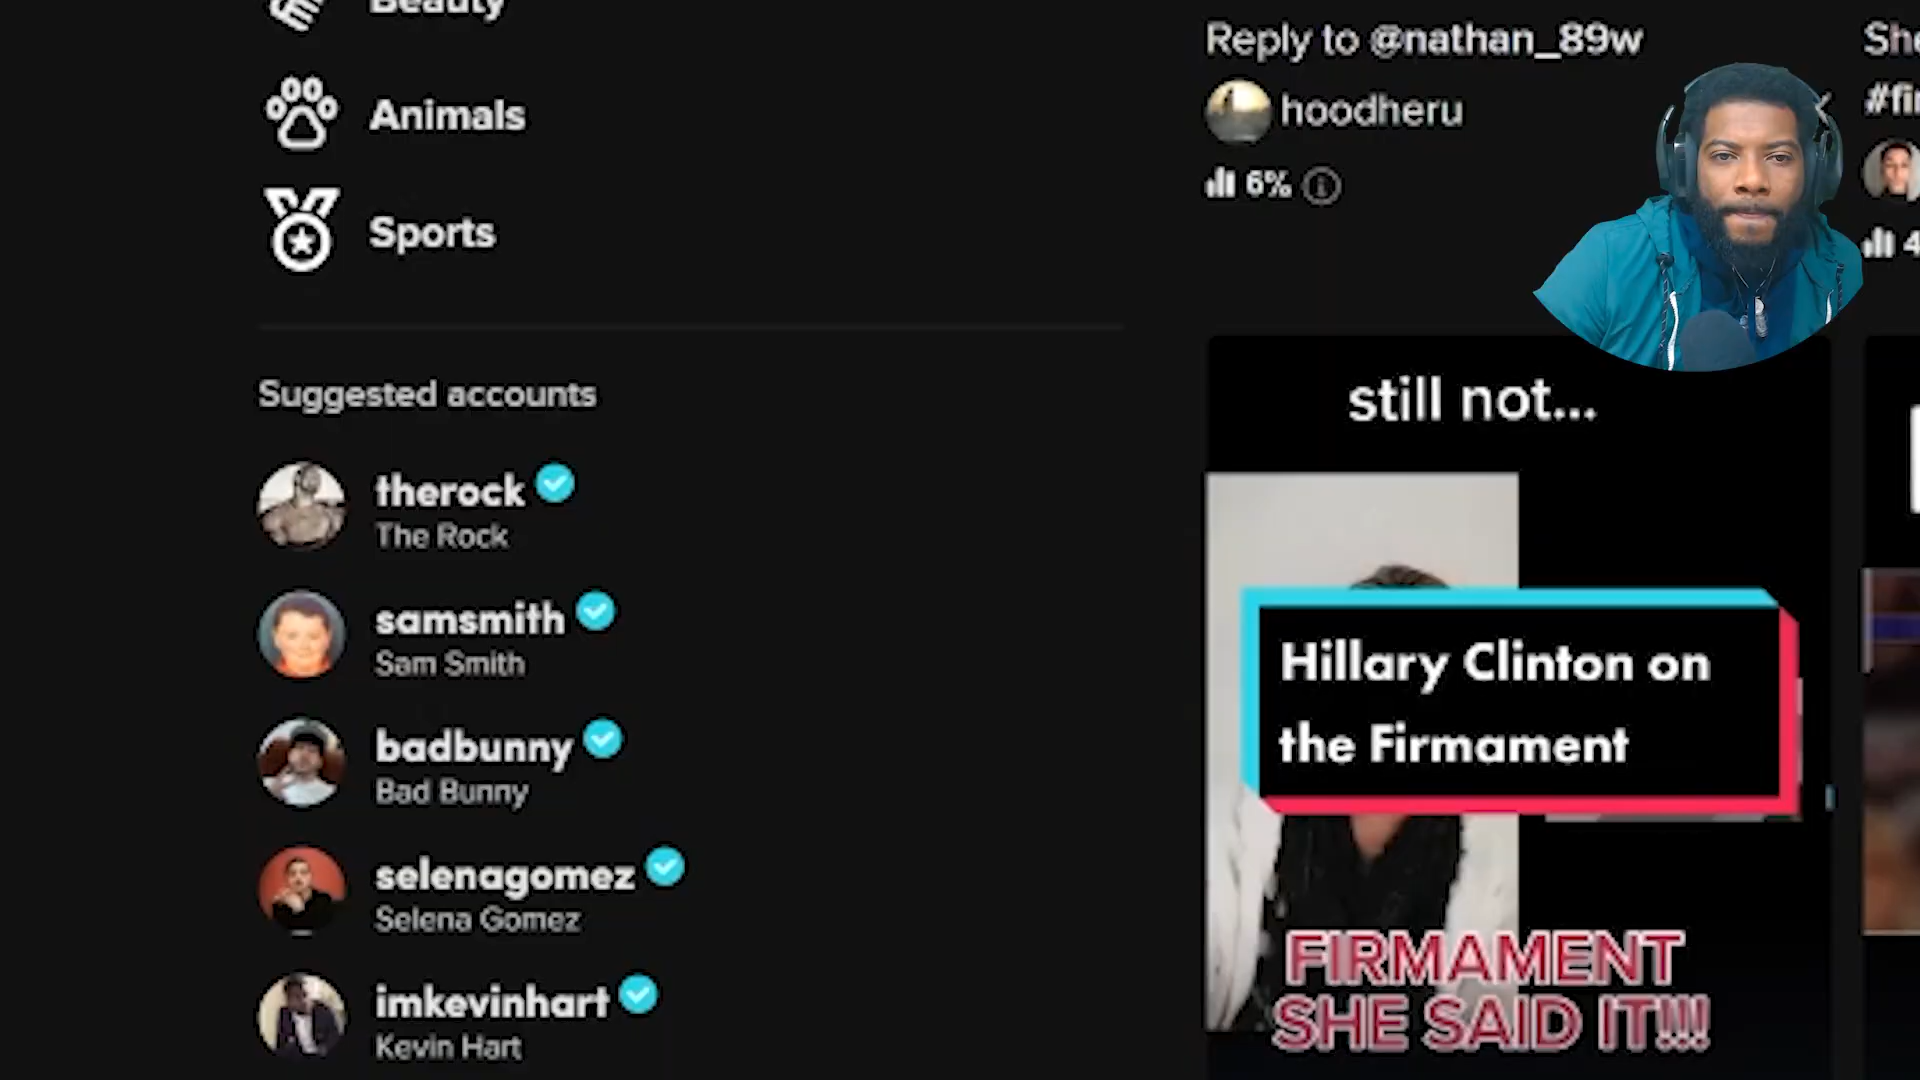 Beauty
Animals
Sports
Suggested accounts
therock
The Rock
samsmith
Sam Smith
badbunny
Bad Bunny
selenagomez
Selena Gomez
imkevinhart
Kevin Hart
Reply to @nathan_89w
hoodheru
6%
still not...
Hillary Clinton on
the Firmament
FIRMAMENT
SHE SAID IT!!!